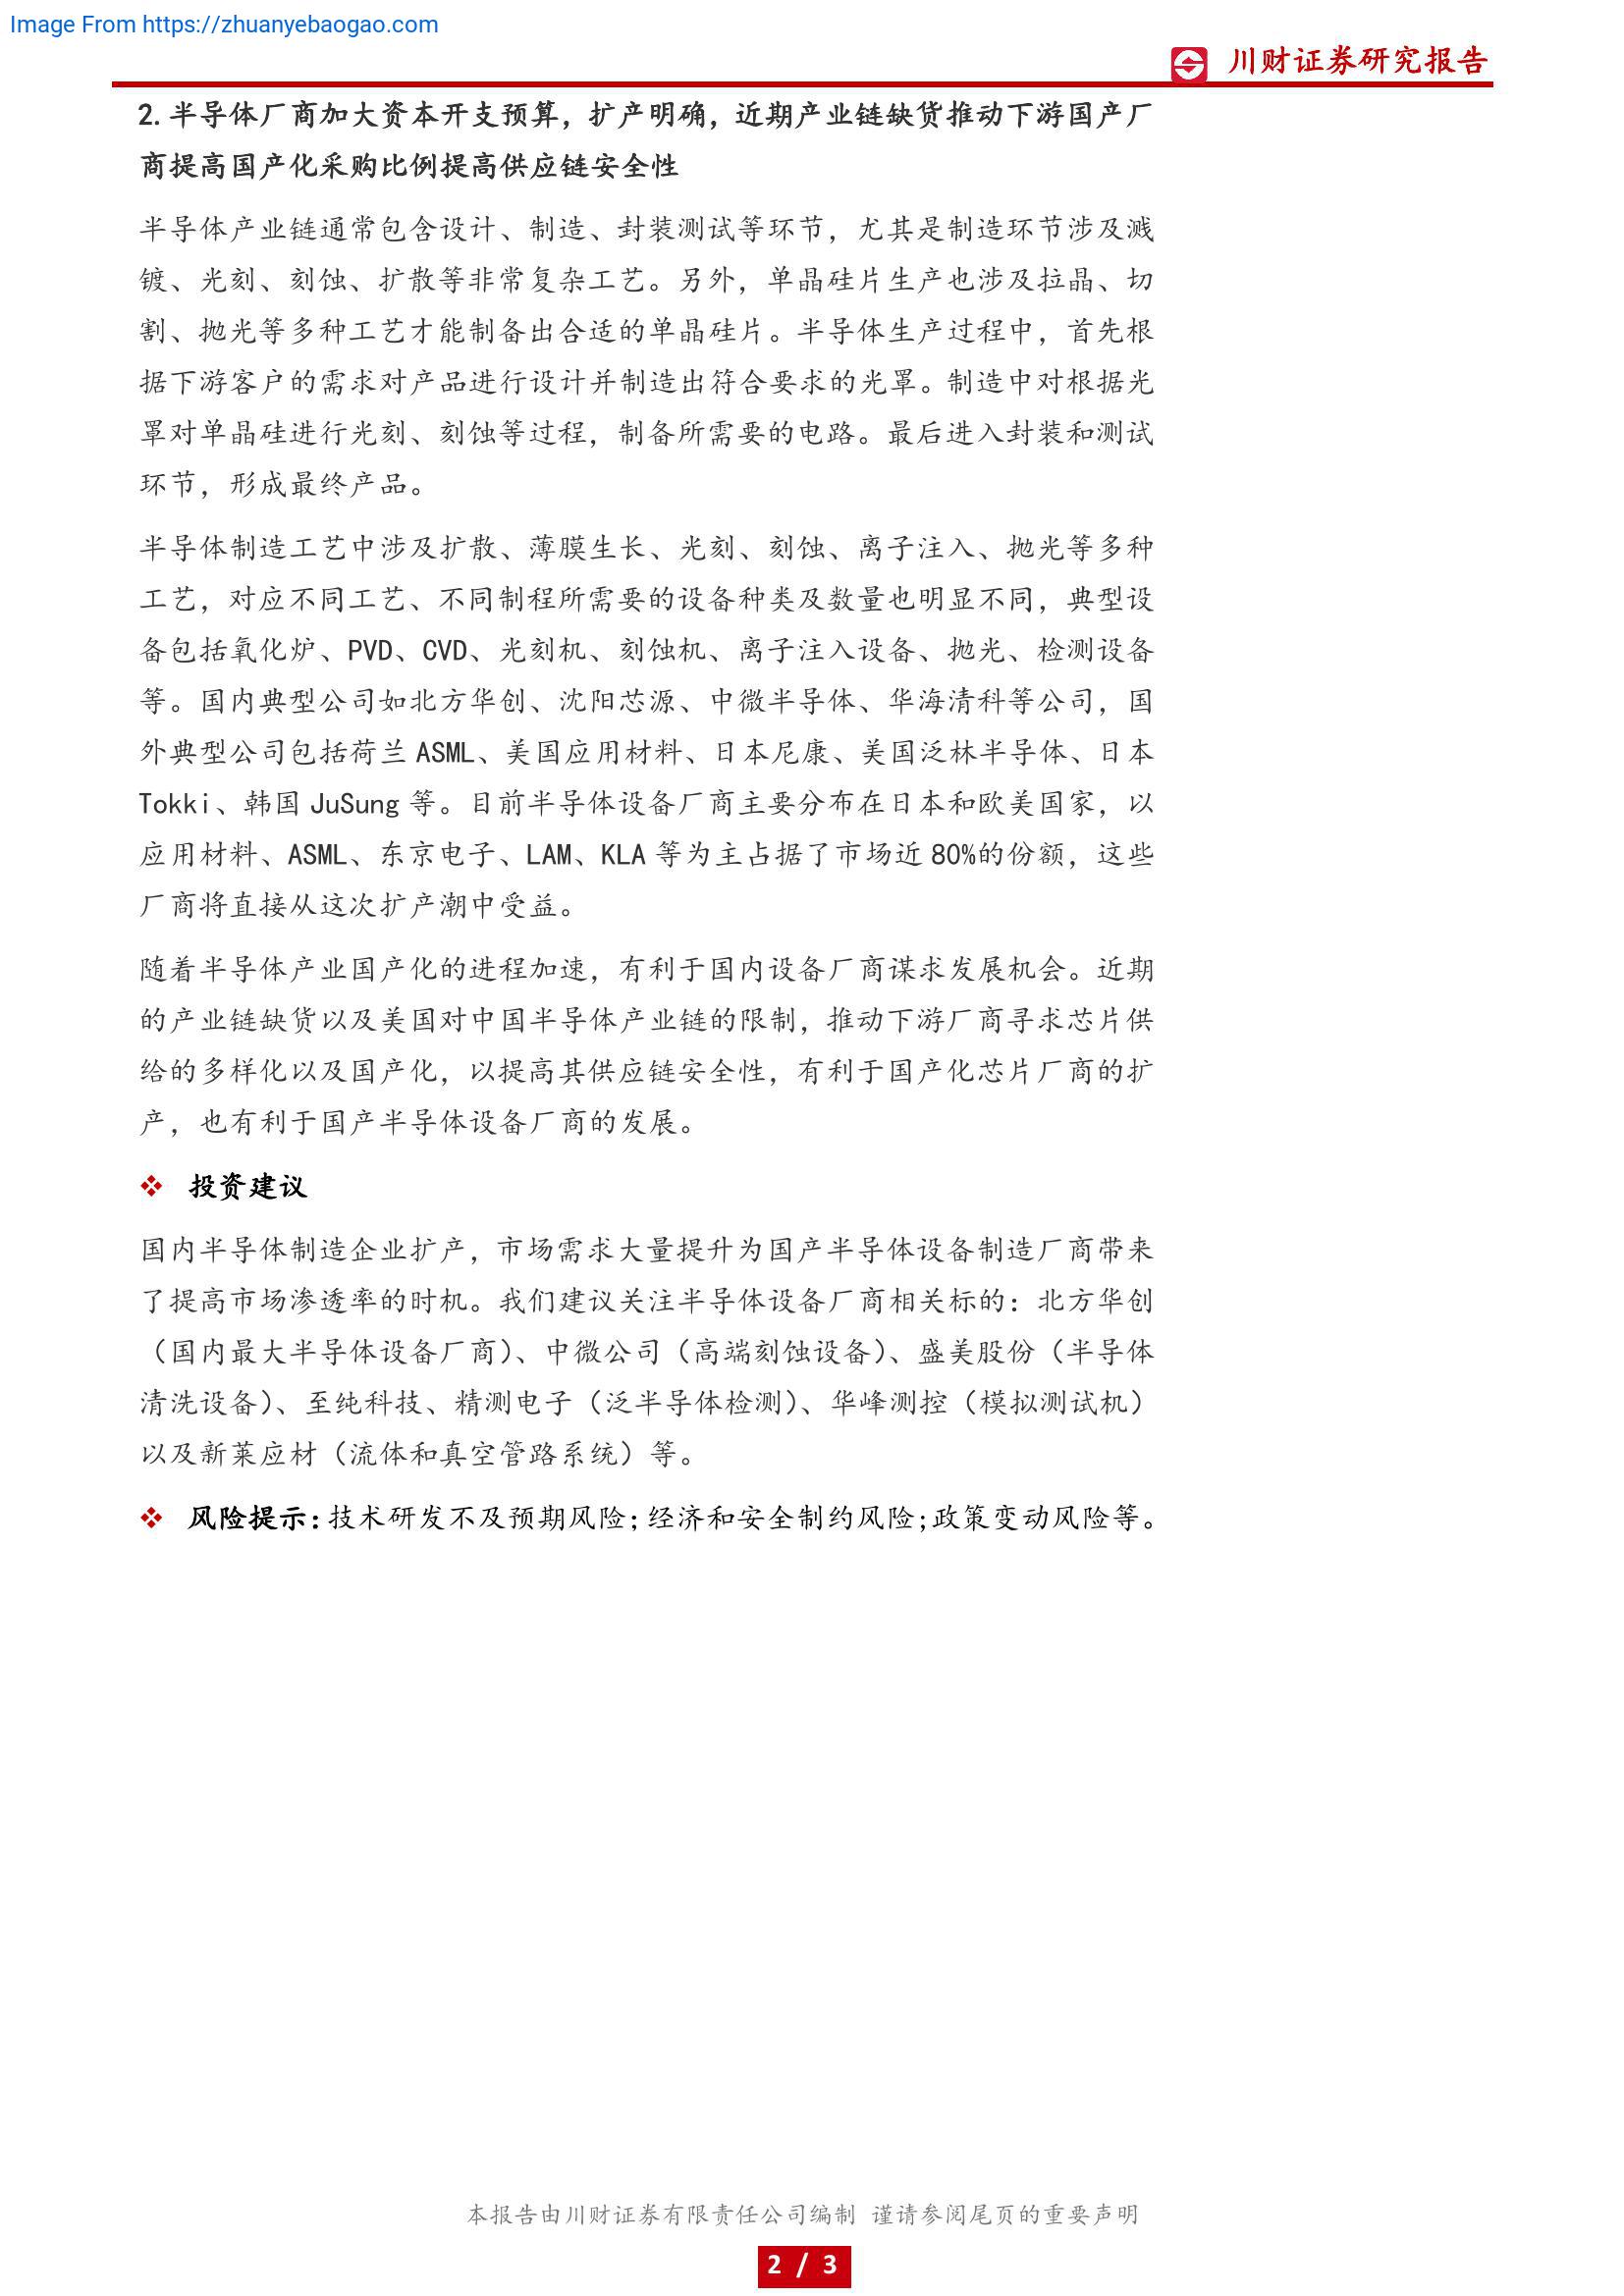 Image From https://zhuanyebaogao.com
川财证券研究报告
2. 半导体厂商加大资本开支预算，扩产明确，近期产业链缺货推动下游国产厂
商提高国产化采购比例提高供应链安全性
半导体产业链通常包含设计、制造、封装测试等环节，尤其是制造环节涉及溅
镀、光刻、刻蚀、扩散等非常复杂工艺。另外，单晶硅片生产也涉及拉晶、切
割、抛光等多种工艺才能制备出合适的单晶硅片。半导体生产过程中，首先根
据下游客户的需求对产品进行设计并制造出符合要求的光罩。制造中对根据光
罩对单晶硅进行光刻、刻蚀等过程，制备所需要的电路。最后进入封装和测试
环节，形成最终产品。
半导体制造工艺中涉及扩散、薄膜生长、光刻、刻蚀、离子注入、抛光等多种
工艺，对应不同工艺、不同制程所需要的设备种类及数量也明显不同，典型设
备包括氧化炉、PVD、CVD、光刻机、刻蚀机、离子注入设备、抛光、检测设备
等。国内典型公司如北方华创、沈阳芯源、中微半导体、华海清科等公司，国
外典型公司包括荷兰 ASML、美国应用材料、日本尼康、美国泛林半导体、日本
Tokki、韩国 JuSung 等。目前半导体设备厂商主要分布在日本和欧美国家，以
应用材料、ASML、东京电子、LAM、KLA 等为主占据了市场近 80%的份额，这些
厂商将直接从这次扩产潮中受益。
随着半导体产业国产化的进程加速，有利于国内设备厂商谋求发展机会。近期
的产业链缺货以及美国对中国半导体产业链的限制，推动下游厂商寻求芯片供
给的多样化以及国产化，以提高其供应链安全性，有利于国产化芯片厂商的扩
产，也有利于国产半导体设备厂商的发展。
❖ 投资建议
国内半导体制造企业扩产，市场需求大量提升为国产半导体设备制造厂商带来
了提高市场渗透率的时机。我们建议关注半导体设备厂商相关标的：北方华创
（国内最大半导体设备厂商）、中微公司（高端刻蚀设备）、盛美股份（半导体
清洗设备）、至纯科技、精测电子（泛半导体检测）、华峰测控（模拟测试机）
以及新莱应材（流体和真空管路系统）等。
❖ 风险提示：技术研发不及预期风险；经济和安全制约风险；政策变动风险等。
本报告由川财证券有限责任公司编制 谨请参阅尾页的重要声明
2 / 3